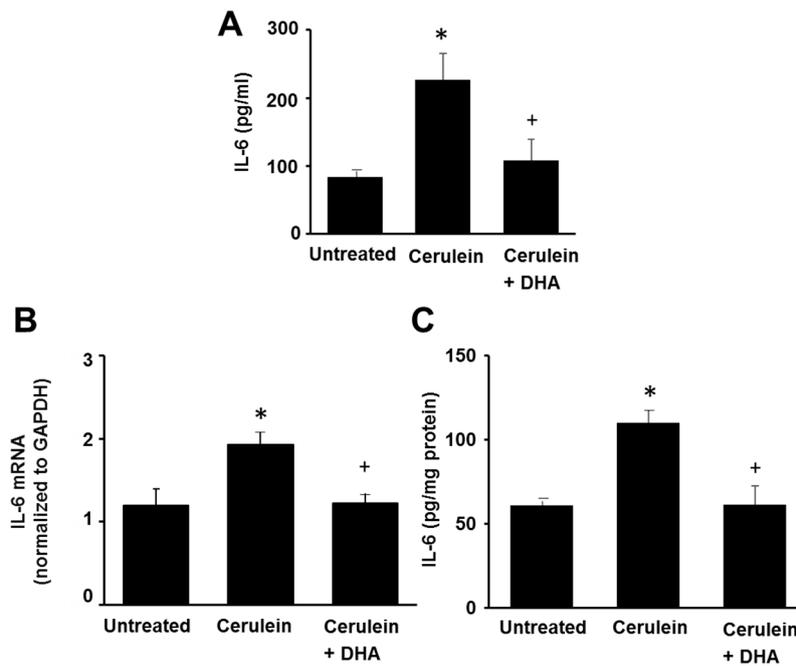 A
IL-6 (pg/ml)
300
200
100
0
*
+
Untreated
Cerulein
Cerulein
+ DHA
B
IL-6 mRNA
(normalized to GAPDH)
3
2
1
0
*
+
Untreated
Cerulein
Cerulein
+ DHA
C
IL-6 (pg/mg protein)
150
100
50
0
*
+
Untreated
Cerulein
Cerulein
+ DHA